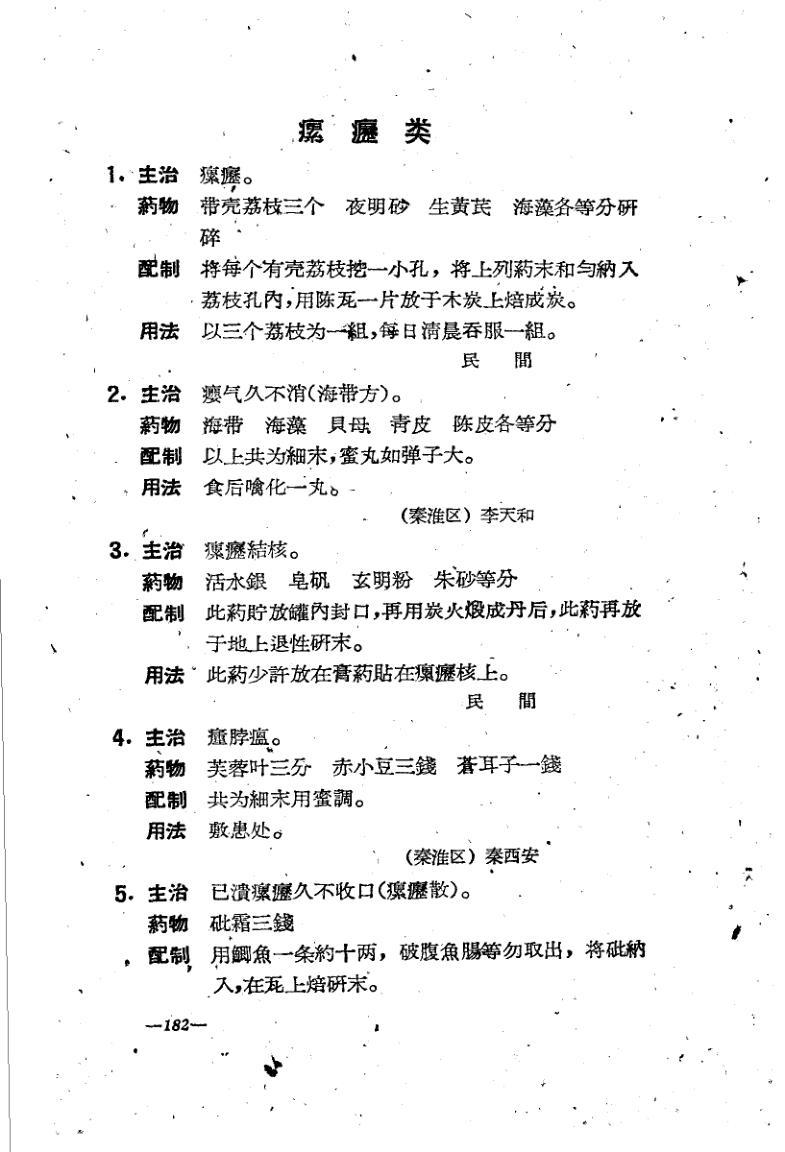 瘰癧类
1. 主治 瘰癧。
药物 带壳荔枝三个 夜明砂 生黃芪 海藻各等分研
碎
配制 将每个有壳荔枝挖一小孔，将上列药末和匀納入
荔枝孔內，用陈瓦一片放于木炭上焙成炭。
用法 以三个荔枝为一組，每日清晨吞服一組。
民 間
2. 主治 瘿气久不消(海带方)。
药物 海带 海藻 貝母 青皮 陈皮各等分
配制 以上共为細末，蜜丸如弹子大。
用法 食后噙化一丸。
(秦淮区) 李天和
3. 主治 瘰癧結核。
药物 活水銀 皂矾 玄明粉 朱砂等分
配制 此药貯放罐內封口，再用炭火煅成丹后，此药再放
于地上退性研末。
用法 此药少許放在膏药貼在瘰癧核上。
民 間
4. 主治 瘟脖瘟。
药物 芙蓉叶三分 赤小豆三錢 蒼耳子一錢
配制 共为細末用蜜調。
用法 敷患处。
(秦淮区) 秦西安
5. 主治 已潰瘰癧久不收口(瘰癧散)。
药物 砒霜三錢
配制 用鯽魚一条約十两，破腹魚腸等勿取出，将砒納
入，在瓦上焙研末。
—182—